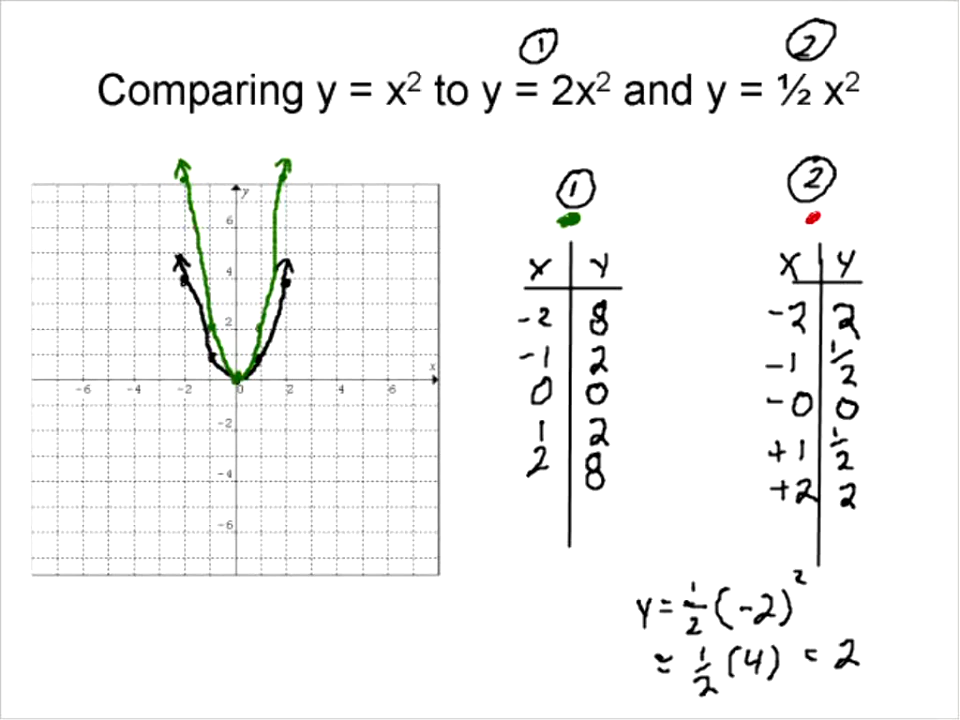 ① ②
Comparing y = x² to y = 2x² and y = ½ x²
y
6
4
2
x
-6 -4 -2 0 2 4 6
-2
-4
-6
①
x y
-2 8
-1 2
0 0
1 2
2 8
②
x y
-2 2
-1 1/2
-0 0
+1 1/2
+2 2
y = 1/2 (-2)²
= 1/2 (4) = 2